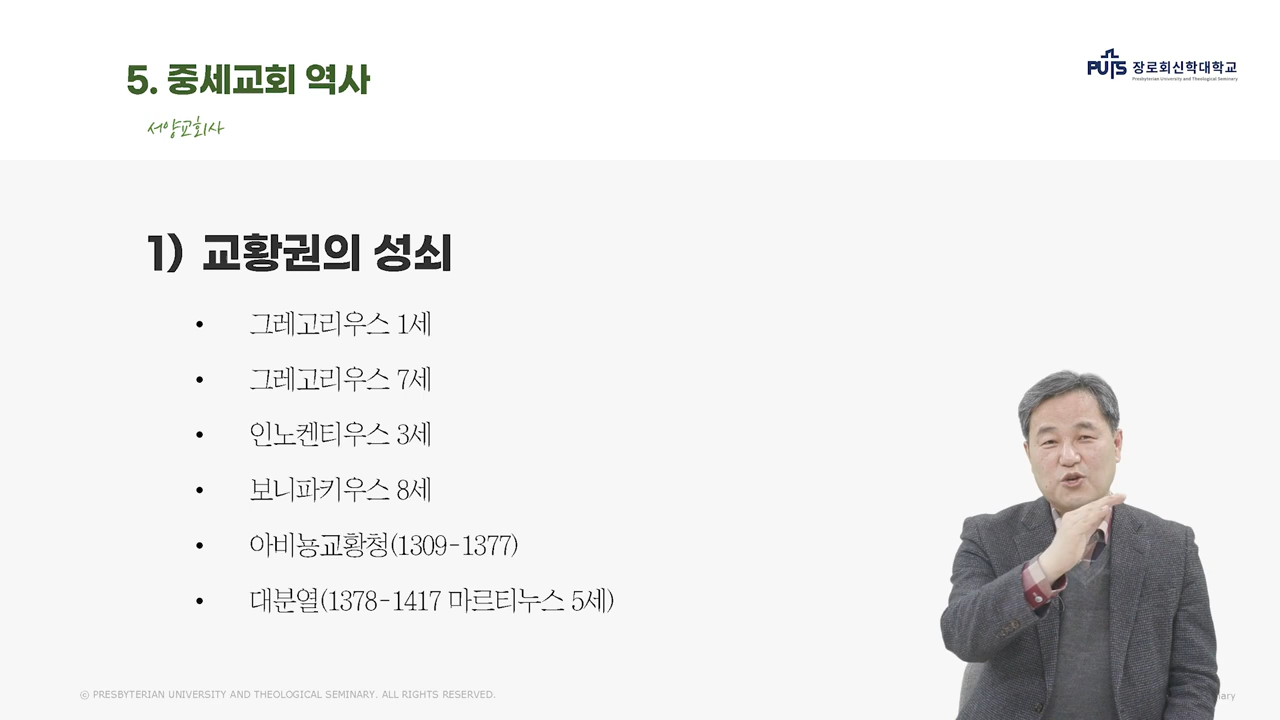 5. 중세교회 역사
서양교회사
PUTS 장로회신학대학교
Presbyterian University and Theological Seminary
1) 교황권의 성쇠
• 그레고리우스 1세
• 그레고리우스 7세
• 인노켄티우스 3세
• 보니파키우스 8세
• 아비뇽교황청(1309-1377)
• 대분열(1378-1417 마르티누스 5세)
© PRESBYTERIAN UNIVERSITY AND THEOLOGICAL SEMINARY. ALL RIGHTS RESERVED.